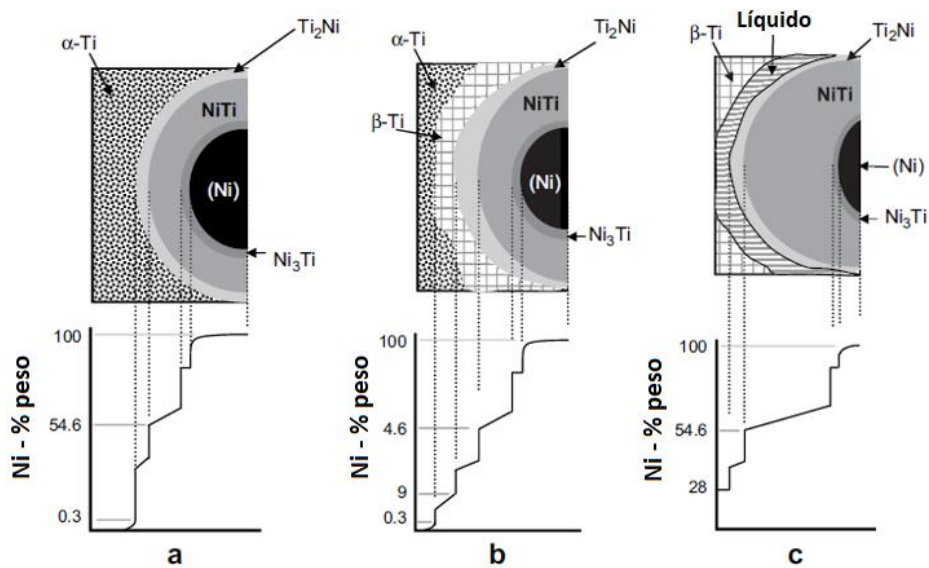 α-Ti
Ti₂Ni
NiTi
(Ni)
Ni₃Ti
α-Ti
Ti₂Ni
β-Ti
NiTi
(Ni)
Ni₃Ti
Líquido
β-Ti
Ti₂Ni
NiTi
(Ni)
Ni₃Ti
Ni - % peso
100
54.6
0.3
a
Ni - % peso
100
4.6
9
0.3
b
Ni - % peso
100
54.6
28
c